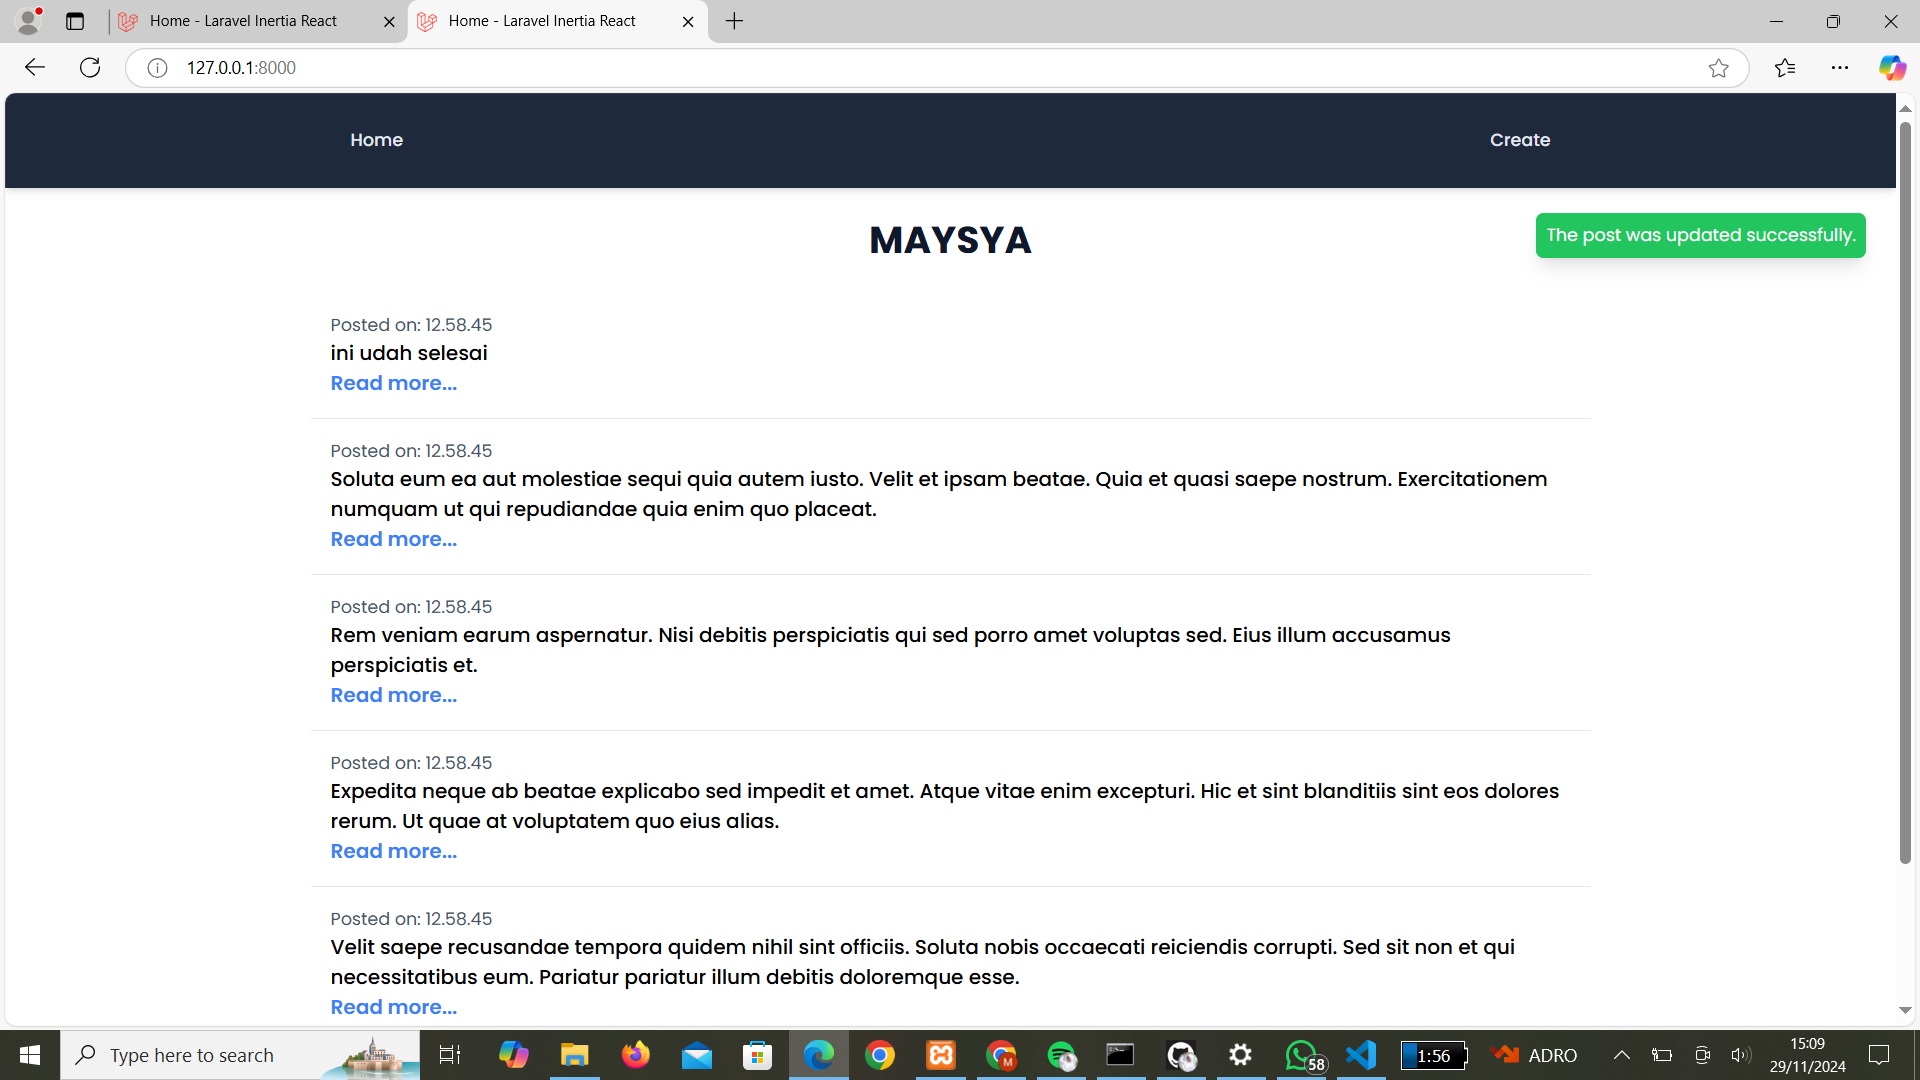 Home - Laravel Inertia React
Home - Laravel Inertia React
127.0.0.1:8000
Home
Create
MAYSYA
The post was updated successfully.
Posted on: 12.58.45
ini udah selesai
Read more...
Posted on: 12.58.45
Soluta eum ea aut molestiae sequi quia autem iusto. Velit et ipsam beatae. Quia et quasi saepe nostrum. Exercitationem
numquam ut qui repudiandae quia enim quo placeat.
Read more...
Posted on: 12.58.45
Rem veniam earum aspernatur. Nisi debitis perspiciatis qui sed porro amet voluptas sed. Eius illum accusamus
perspiciatis et.
Read more...
Posted on: 12.58.45
Expedita neque ab beatae explicabo sed impedit et amet. Atque vitae enim excepturi. Hic et sint blanditiis sint eos dolores
rerum. Ut quae at voluptatem quo eius alias.
Read more...
Posted on: 12.58.45
Velit saepe recusandae tempora quidem nihil sint officiis. Soluta nobis occaecati reiciendis corrupti. Sed sit non et qui
necessitatibus eum. Pariatur pariatur illum debitis doloremque esse.
Read more...
Type here to search
M
58
1:56
ADRO
15:09
29/11/2024